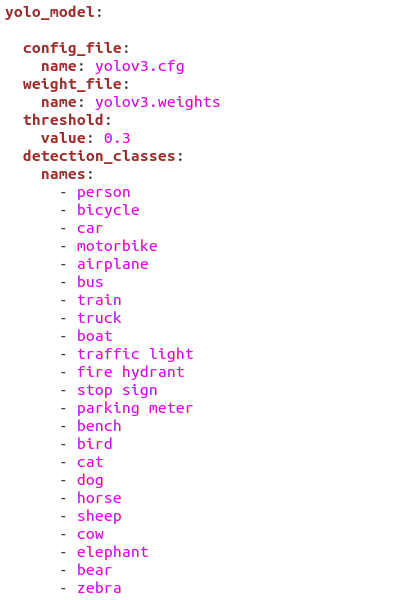 yolo_model:
config_file:
name: yolov3.cfg
weight_file:
name: yolov3.weights
threshold:
value: 0.3
detection_classes:
names:
- person
- bicycle
- car
- motorbike
- airplane
- bus
- train
- truck
- boat
- traffic light
- fire hydrant
- stop sign
- parking meter
- bench
- bird
- cat
- dog
- horse
- sheep
- cow
- elephant
- bear
- zebra